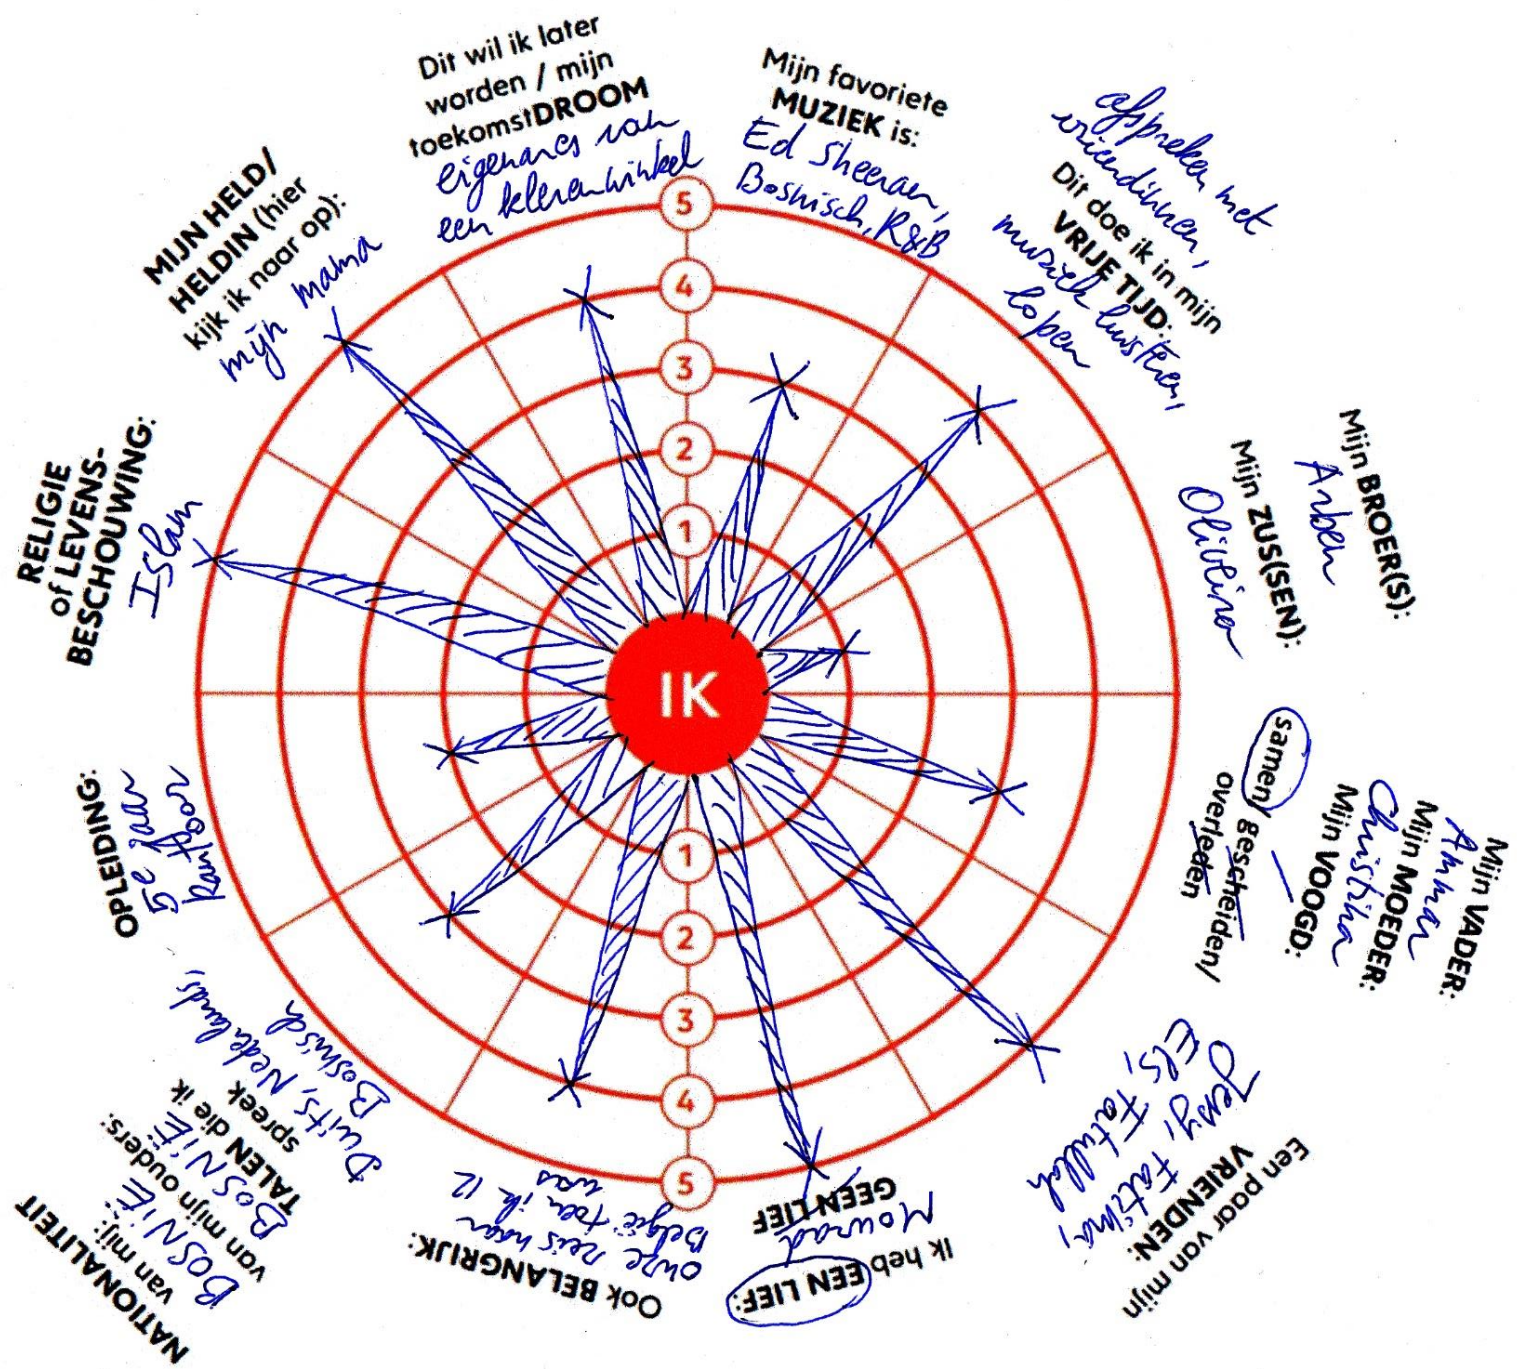 Dit wil ik later
worden / mijn
toekomstDROOM
eigenares van
een klerenwinkel
Mijn favoriete
MUZIEK is:
Ed Sheeran,
Bosnisch, R&B
afspreken met
vriendinnen,
Dit doe ik in mijn
VRIJE TIJD:
muziek luisteren,
lopen
Mijn BROER(S):
Arben
Mijn ZUS(SEN):
Olivera
Mijn VADER:
Mijn MOEDER:
Christina
Mijn VOOGD:
—
samen/ gescheiden/
overleden
Een paar van mijn
VRIENDEN:
Jessy, Fatima,
Els, Fatullah
Ik heb EEN LIEF:
Mourad
GEEN LIEF
Ook BELANGRIJK:
onze reis naar
België toen ik 12
was
NATIONALITEIT
van mij:
BOSNIË
van mijn ouders:
BOSNIË
TALEN die ik
spreek
Duits, Nederlands,
Bosnisch
OPLEIDING:
5e jaar
kantoor
RELIGIE
of LEVENS-
BESCHOUWING:
Islam
MIJN HELD/
HELDIN (hier
kijk ik naar op):
mijn mama
5
4
3
2
1
IK
1
2
3
4
5